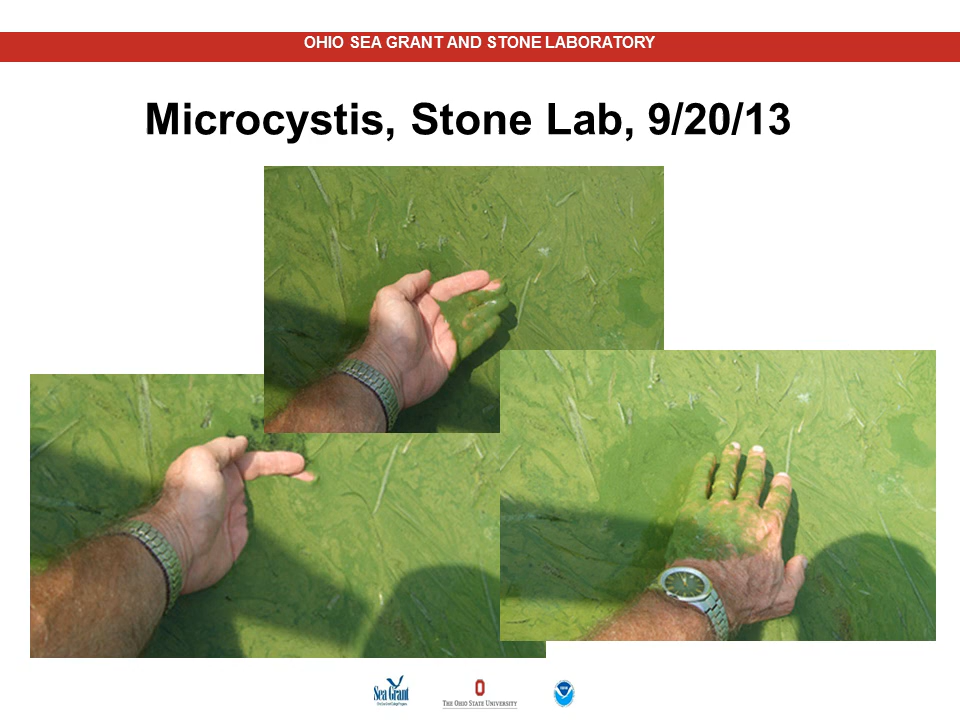 OHIO SEA GRANT AND STONE LABORATORY
Microcystis, Stone Lab, 9/20/13
Sea Grant
THE OHIO STATE UNIVERSITY